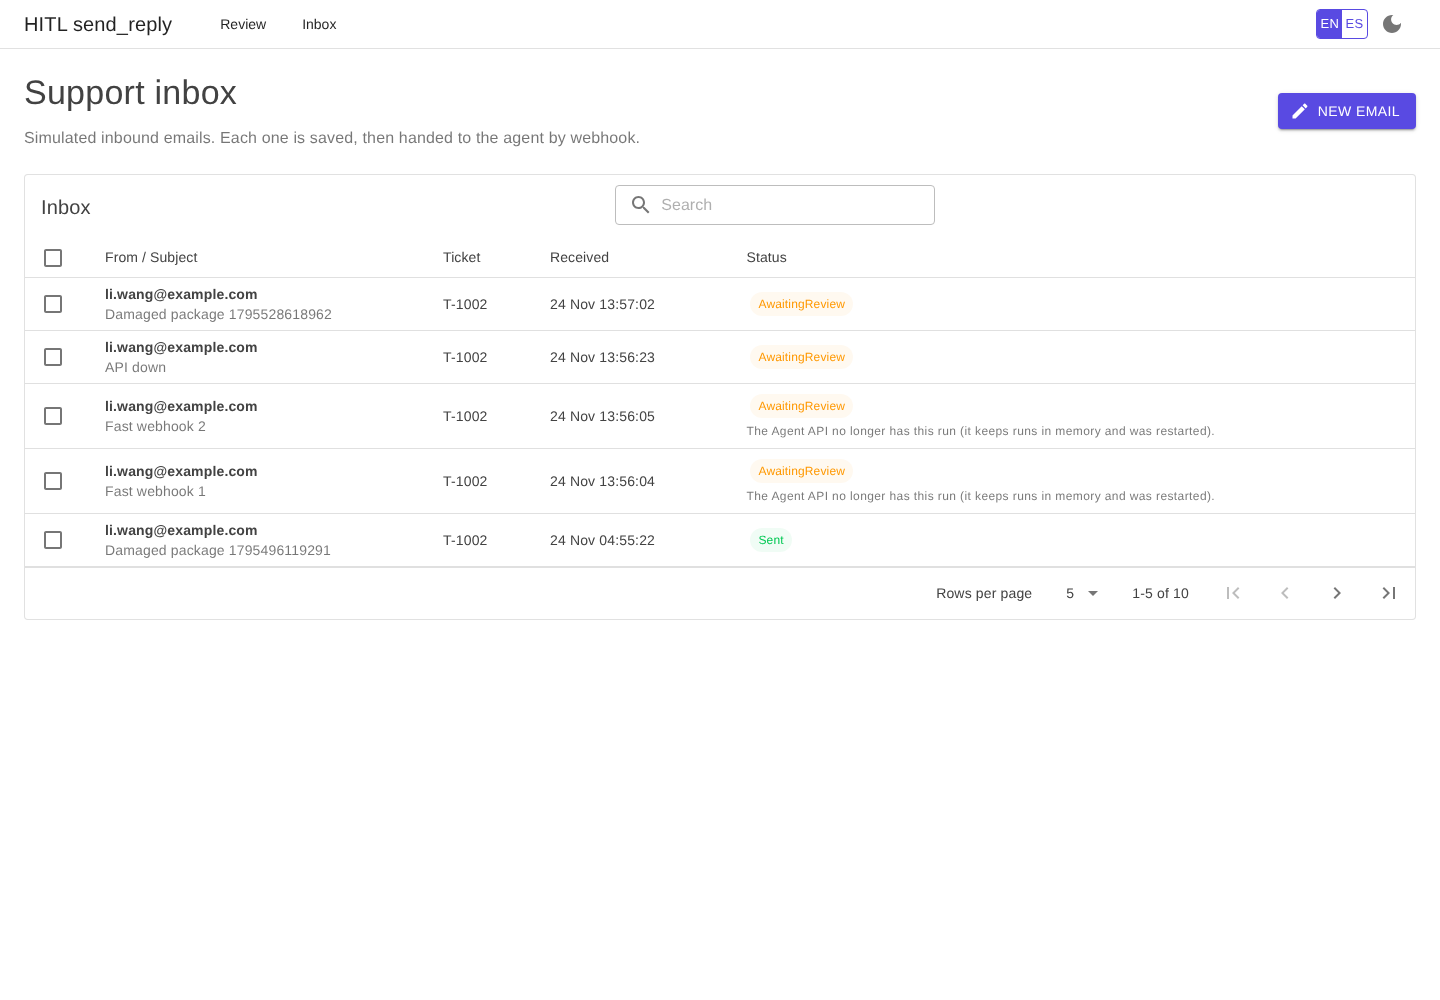 HITL send_reply Review Inbox EN ES
Support inbox
NEW EMAIL
Simulated inbound emails. Each one is saved, then handed to the agent by webhook.
Inbox Search
From / Subject Ticket Received Status
li.wang@example.com
Damaged package 1795528618962
T-1002 24 Nov 13:57:02 AwaitingReview
li.wang@example.com
API down
T-1002 24 Nov 13:56:23 AwaitingReview
li.wang@example.com
Fast webhook 2
T-1002 24 Nov 13:56:05 AwaitingReview
The Agent API no longer has this run (it keeps runs in memory and was restarted).
li.wang@example.com
Fast webhook 1
T-1002 24 Nov 13:56:04 AwaitingReview
The Agent API no longer has this run (it keeps runs in memory and was restarted).
li.wang@example.com
Damaged package 1795496119291
T-1002 24 Nov 04:55:22 Sent
Rows per page 5 1-5 of 10